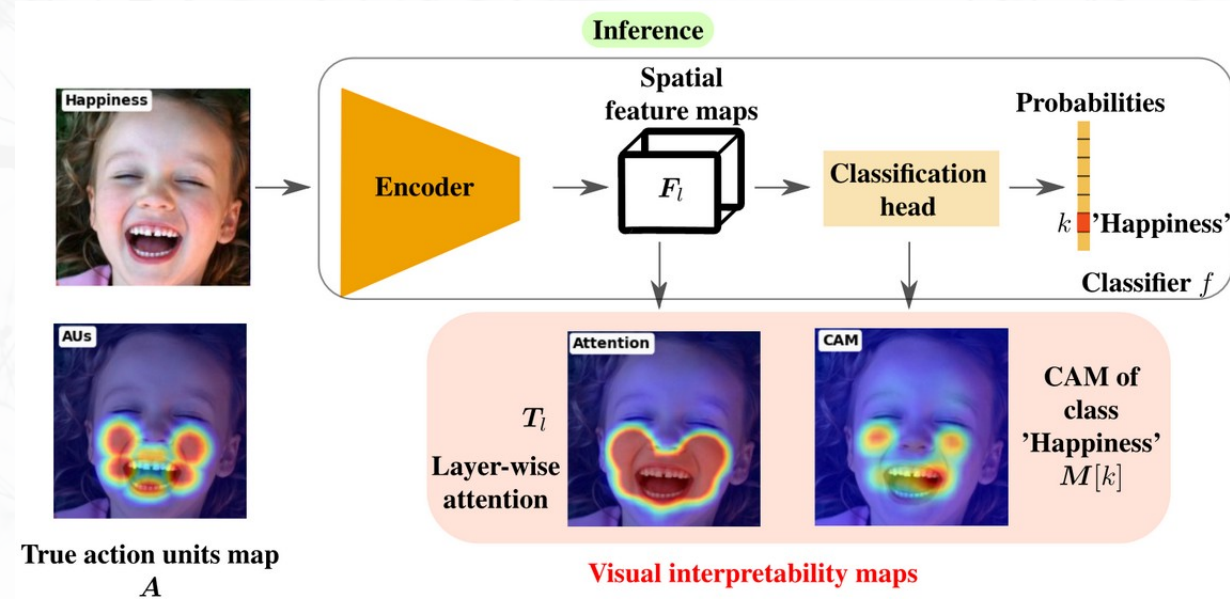 Inference
Happiness
Encoder
Spatial
feature maps
F_l
Classification
head
Probabilities
k 'Happiness'
Classifier f
AUs
True action units map
A
T_l
Layer-wise
attention
Attention
CAM
CAM of
class
'Happiness'
M[k]
Visual interpretability maps